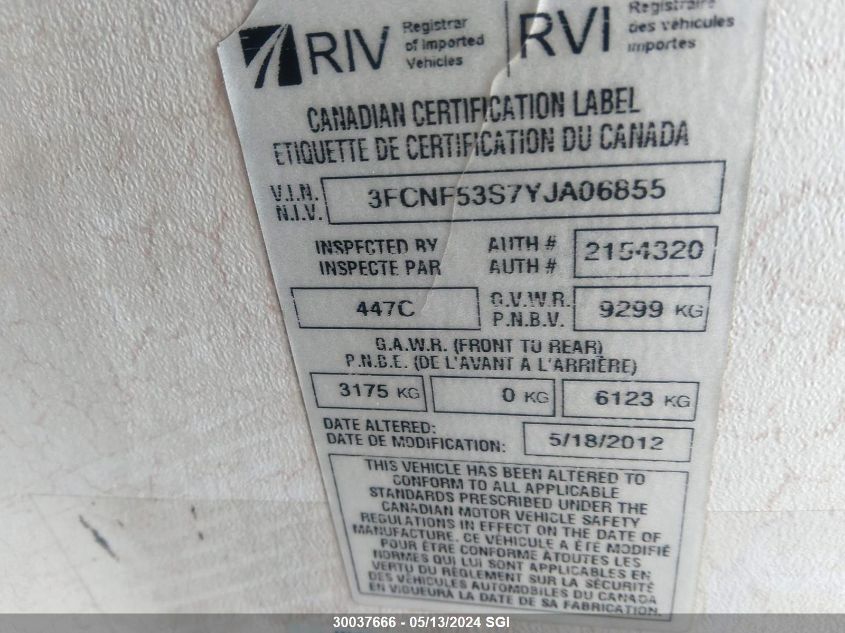 RIV Registrar of Imported Vehicles | RVI Registraire des véhicules importés
CANADIAN CERTIFICATION LABEL
ETIQUETTE DE CERTIFICATION DU CANADA
V.I.N. 3FCNF53S7YJA06855
N.I.V.
INSPECTED BY AUTH # 2154320
INSPECTE PAR AUTH #
447C G.V.W.R. 9299 KG
P.N.B.V.
G.A.W.R. (FRONT TO REAR)
P.N.B.E. (DE L'AVANT A L'ARRIÈRE)
3175 KG 0 KG 6123 KG
DATE ALTERED:
DATE DE MODIFICATION: 5/18/2012
THIS VEHICLE HAS BEEN ALTERED TO
CONFORM TO ALL APPLICABLE
STANDARDS PRESCRIBED UNDER THE
CANADIAN MOTOR VEHICLE SAFETY
REGULATIONS IN EFFECT ON THE DATE OF
MANUFACTURE. CE VÉHICULE A ÉTÉ MODIFIÉ
POUR ÊTRE CONFORME ATOUTES LES
NORMES QUI LUI SONT APPLICABLES EN
VERTU DU RÈGLEMENT SUR LA SÉCURITÉ
DES VÉHICULES AUTOMOBILES DU CANADA
EN VIGUEUR A LA DATE DE SA FABRICATION.
30037666 - 05/13/2024 SGI